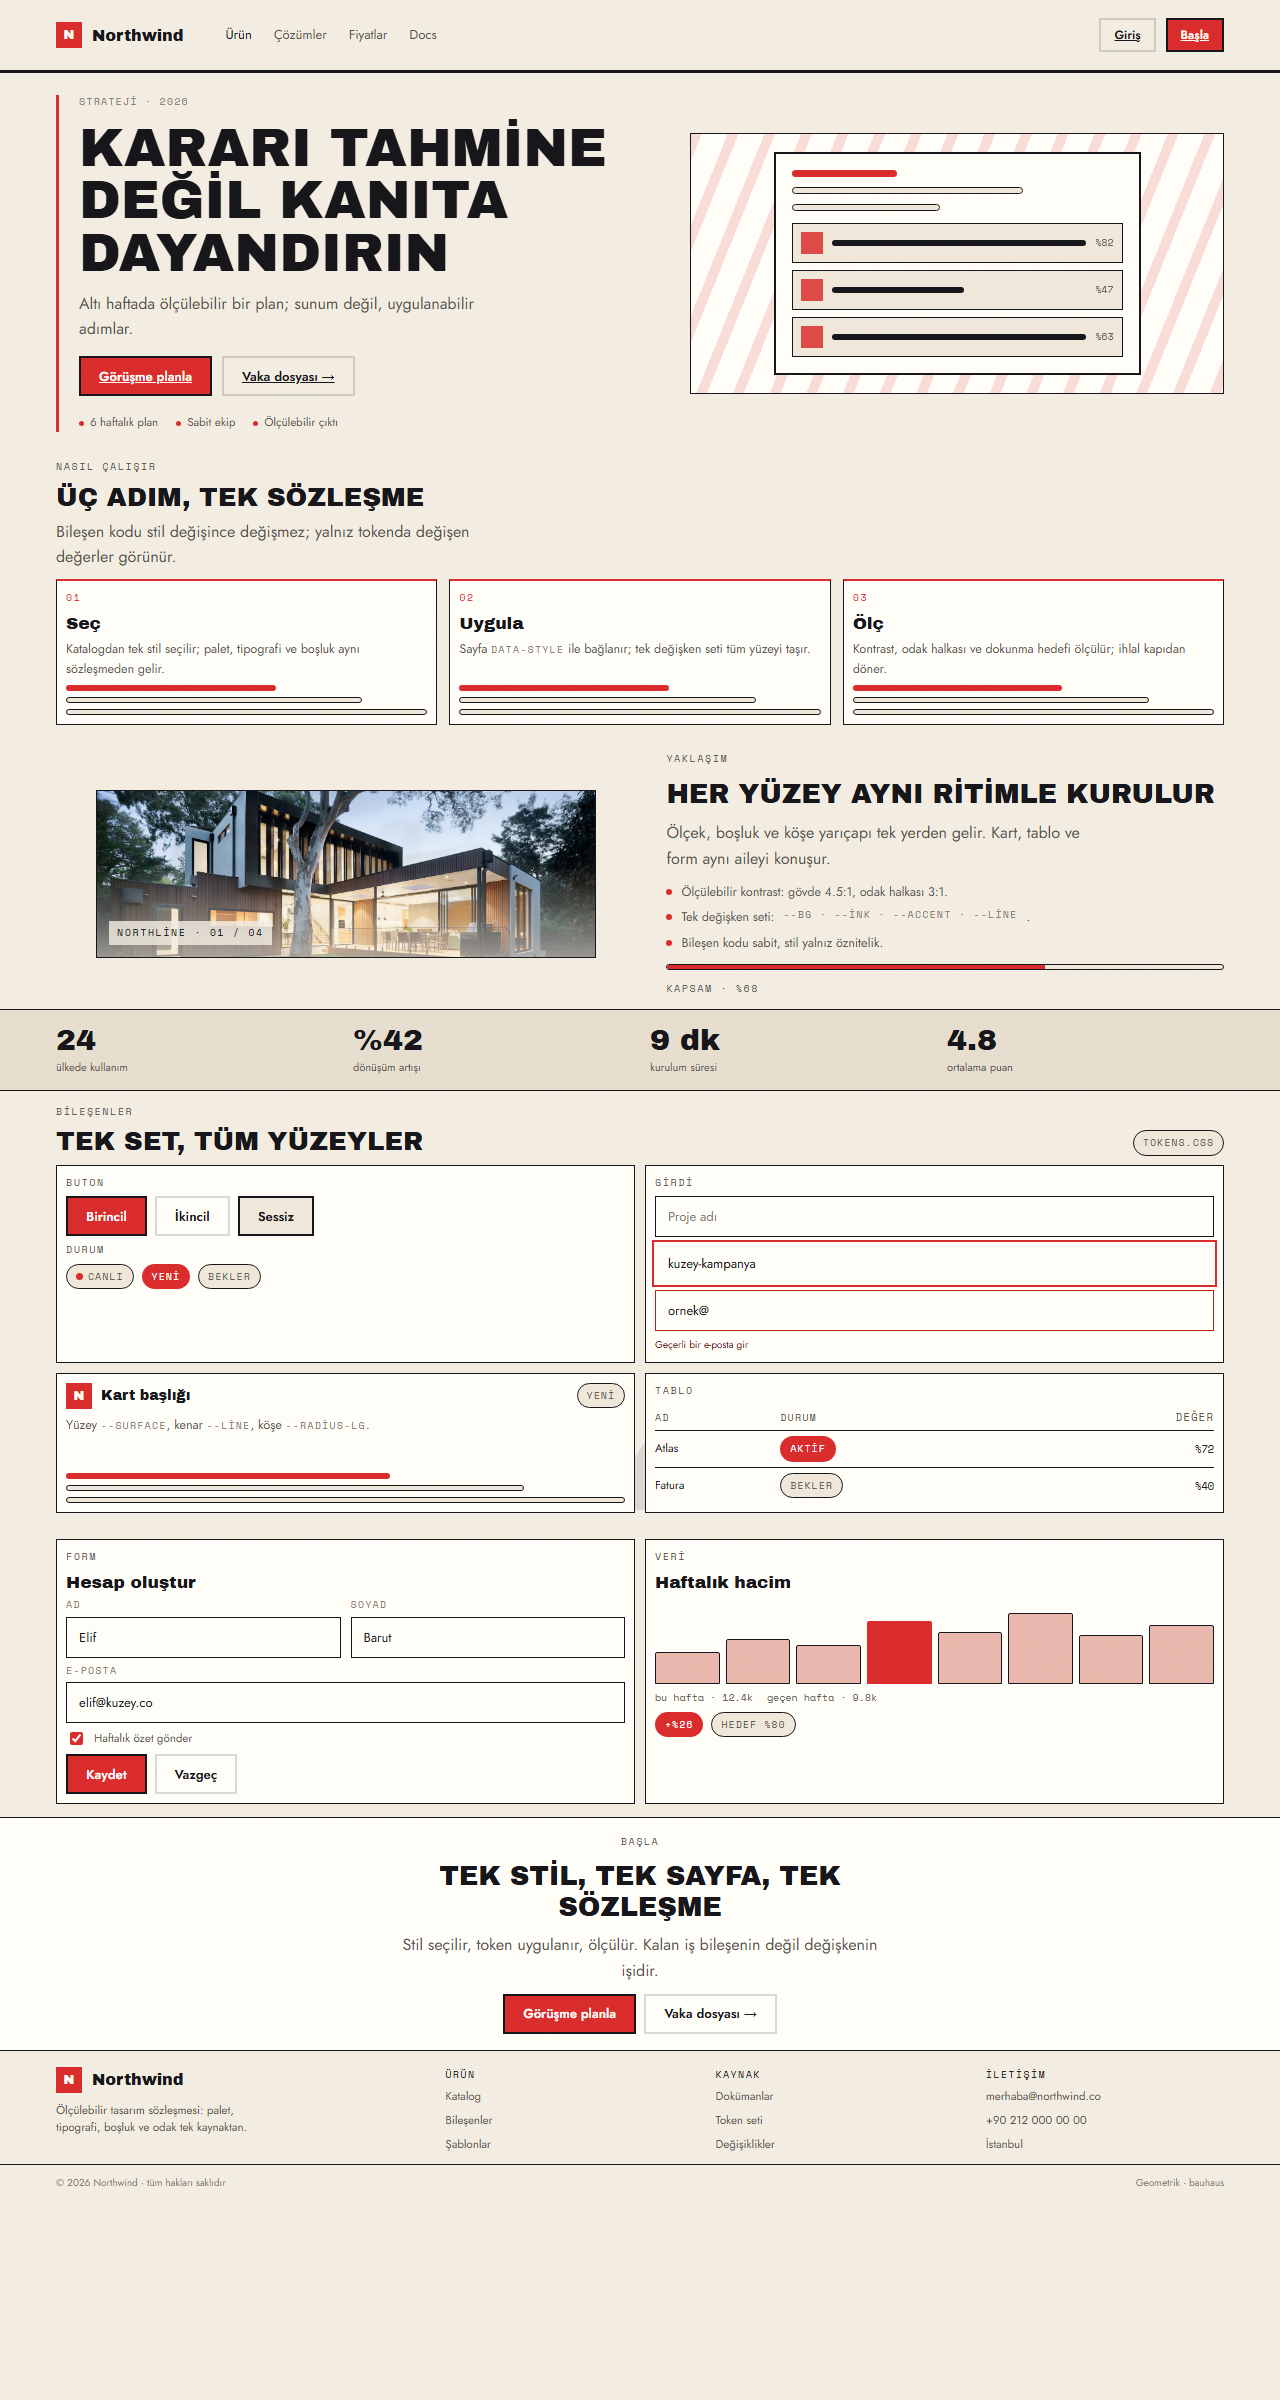 N Northwind Ürün Çözümler Fiyatlar Docs Giriş Başla
STRATEJİ · 2026
KARARI TAHMİNE
DEĞİL KANITA
DAYANDIRIN
Altı haftada ölçülebilir bir plan; sunum değil, uygulanabilir
adımlar.
Görüşme planla Vaka dosyası →
6 haftalık plan Sabit ekip Ölçülebilir çıktı
%82
%47
%63
NASIL ÇALIŞIR
ÜÇ ADIM, TEK SÖZLEŞME
Bileşen kodu stil değişince değişmez; yalnız tokenda değişen
değerler görünür.
01
Seç
Katalogdan tek stil seçilir; palet, tipografi ve boşluk aynı
sözleşmeden gelir.
02
Uygula
Sayfa DATA-STYLE ile bağlanır; tek değişken seti tüm yüzeyi taşır.
03
Ölç
Kontrast, odak halkası ve dokunma hedefi ölçülür; ihlal kapıdan
döner.
NORTHLİNE · 01 / 04
YAKLAŞIM
HER YÜZEY AYNI RİTİMLE KURULUR
Ölçek, boşluk ve köşe yarıçapı tek yerden gelir. Kart, tablo ve
form aynı aileyi konuşur.
Ölçülebilir kontrast: gövde 4.5:1, odak halkası 3:1.
Tek değişken seti: --BG · --İNK · --ACCENT · --LİNE .
Bileşen kodu sabit, stil yalnız öznitelik.
KAPSAM · %68
24
ülkede kullanım
%42
dönüşüm artışı
9 dk
kurulum süresi
4.8
ortalama puan
BİLEŞENLER
TEK SET, TÜM YÜZEYLER
TOKENS.CSS
BUTON
Birincil İkincil Sessiz
DURUM
CANLI YENİ BEKLER
GİRDİ
Proje adı
kuzey-kampanya
ornek@
Geçerli bir e-posta gir
N Kart başlığı YENİ
Yüzey --SURFACE, kenar --LİNE, köşe --RADİUS-LG.
TABLO
AD DURUM DEĞER
Atlas AKTİF %72
Fatura BEKLER %40
FORM
Hesap oluştur
AD SOYAD
Elif Barut
E-POSTA
elif@kuzey.co
Haftalık özet gönder
Kaydet Vazgeç
VERİ
Haftalık hacim
bu hafta · 12.4k geçen hafta · 9.8k
+%26 HEDEF %80
BAŞLA
TEK STİL, TEK SAYFA, TEK
SÖZLEŞME
Stil seçilir, token uygulanır, ölçülür. Kalan iş bileşenin değil değişkenin
işidir.
Görüşme planla Vaka dosyası →
N Northwind
Ölçülebilir tasarım sözleşmesi: palet,
tipografi, boşluk ve odak tek kaynaktan.
ÜRÜN
Katalog
Bileşenler
Şablonlar
KAYNAK
Dokümanlar
Token seti
Değişiklikler
İLETİŞİM
merhaba@northwind.co
+90 212 000 00 00
İstanbul
© 2026 Northwind · tüm hakları saklıdır
Geometrik · bauhaus